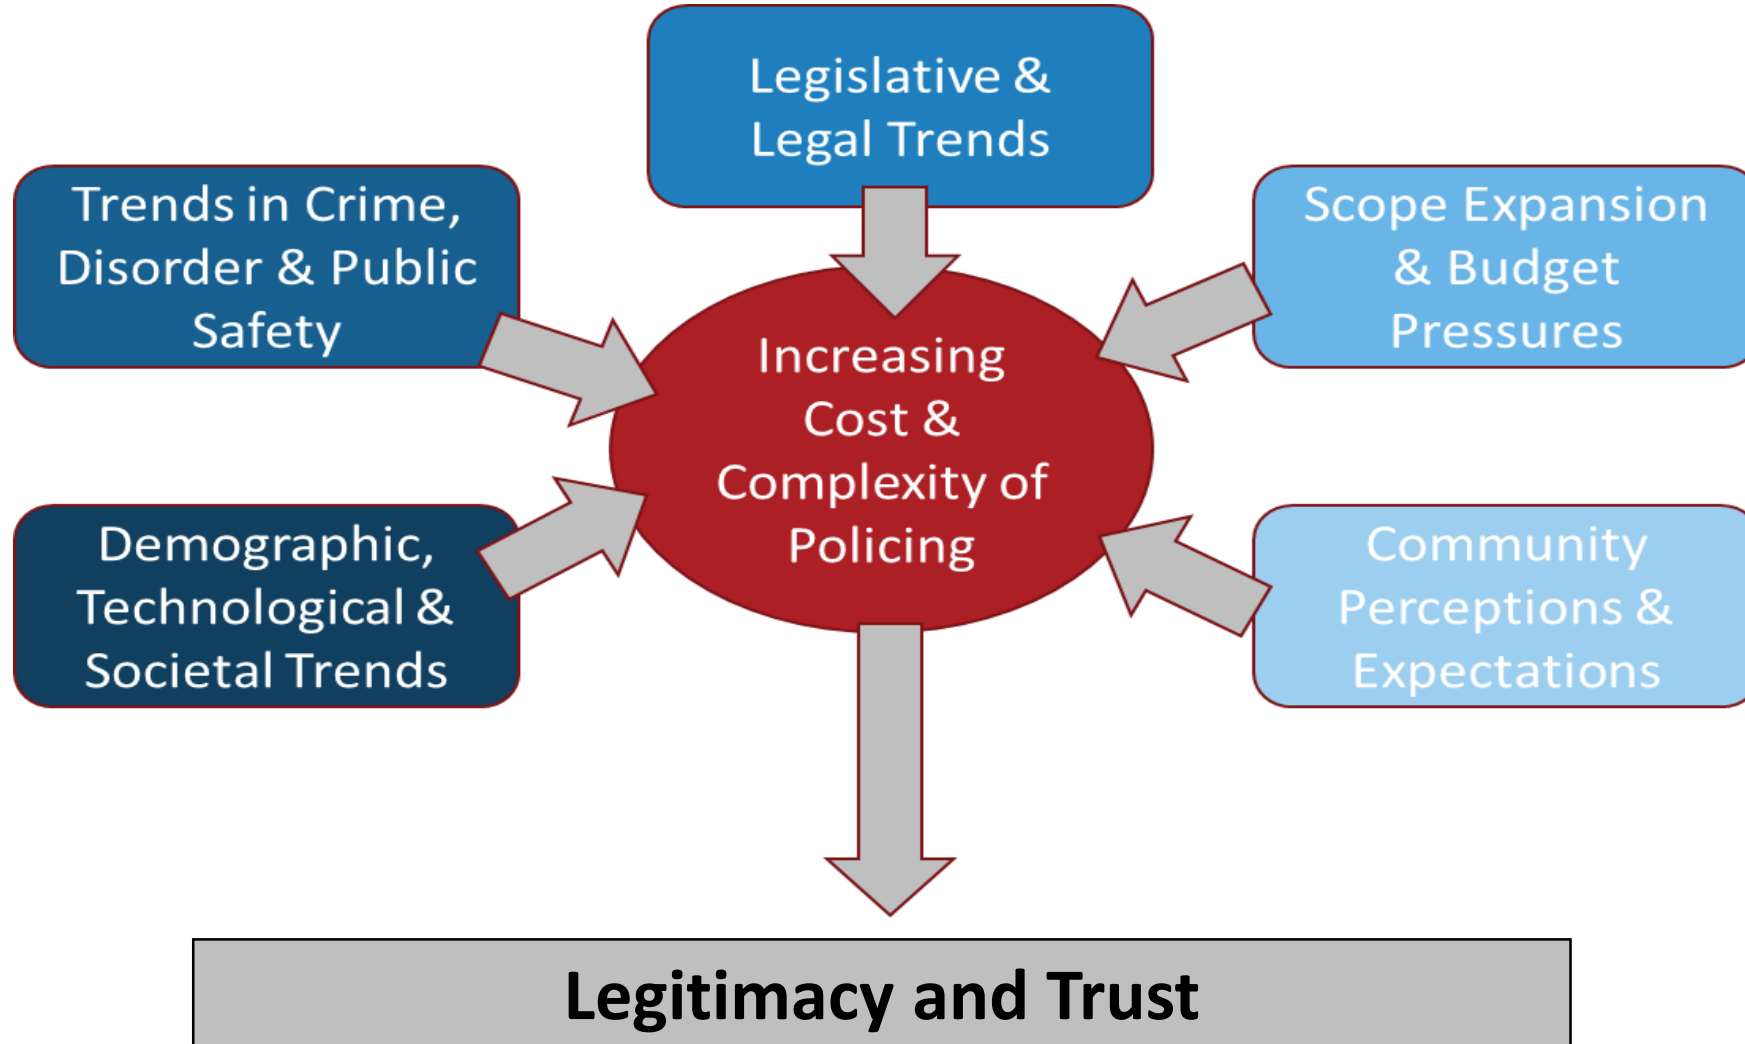 Legislative &
Legal Trends
Trends in Crime,
Disorder & Public
Safety
Scope Expansion
& Budget
Pressures
Increasing
Cost &
Complexity of
Policing
Demographic,
Technological &
Societal Trends
Community
Perceptions &
Expectations
Legitimacy and Trust